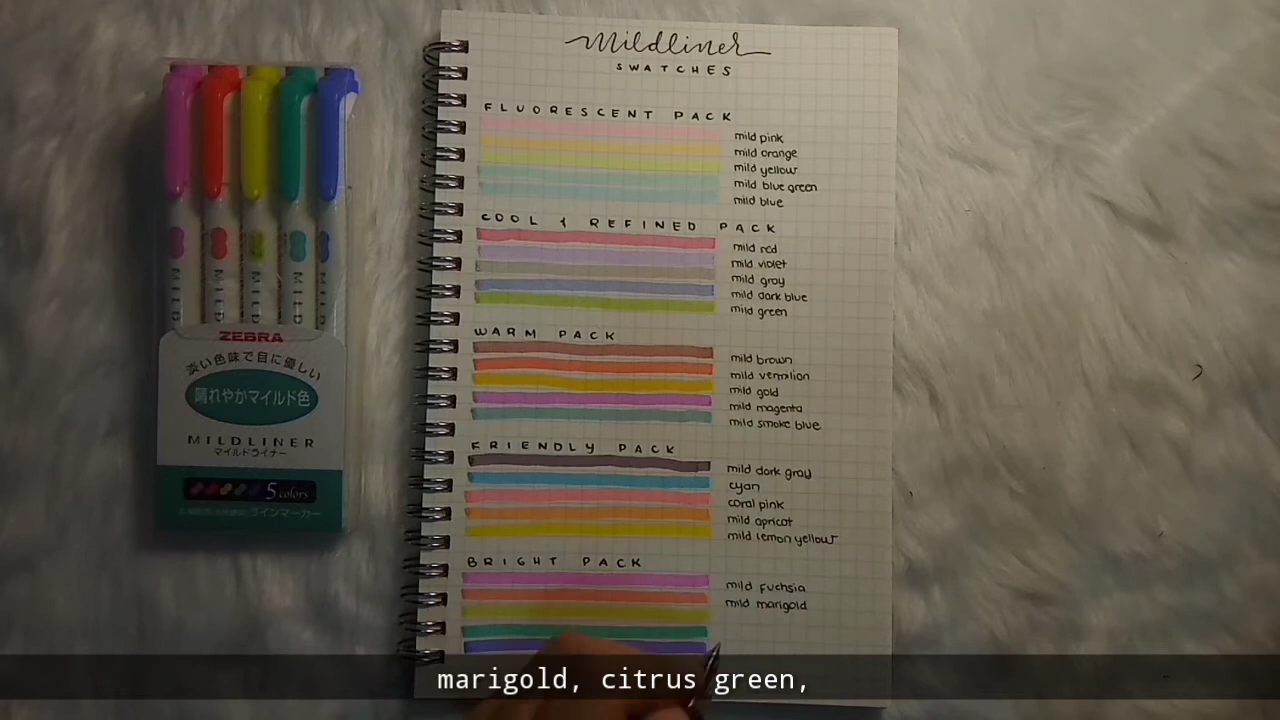 Mildliner
SWATCHES
FLUORESCENT PACK
mild pink
mild orange
mild yellow
mild blue green
mild blue
COOL & REFINED PACK
mild red
mild violet
mild gray
mild dark blue
mild green
WARM PACK
mild brown
mild vermilion
mild gold
mild magenta
mild smoke blue
FRIENDLY PACK
mild dark gray
cyan
coral pink
mild apricot
mild lemon yellow
BRIGHT PACK
mild fuchsia
mild marigold
MILD
MILD
MILD
MILD
MILD
ZEBRA
淡い色味で目に優しい
晴れやかマイルド色
MILDLINER
マイルドライナー
5 colors
ラインマーカー
marigold, citrus green,